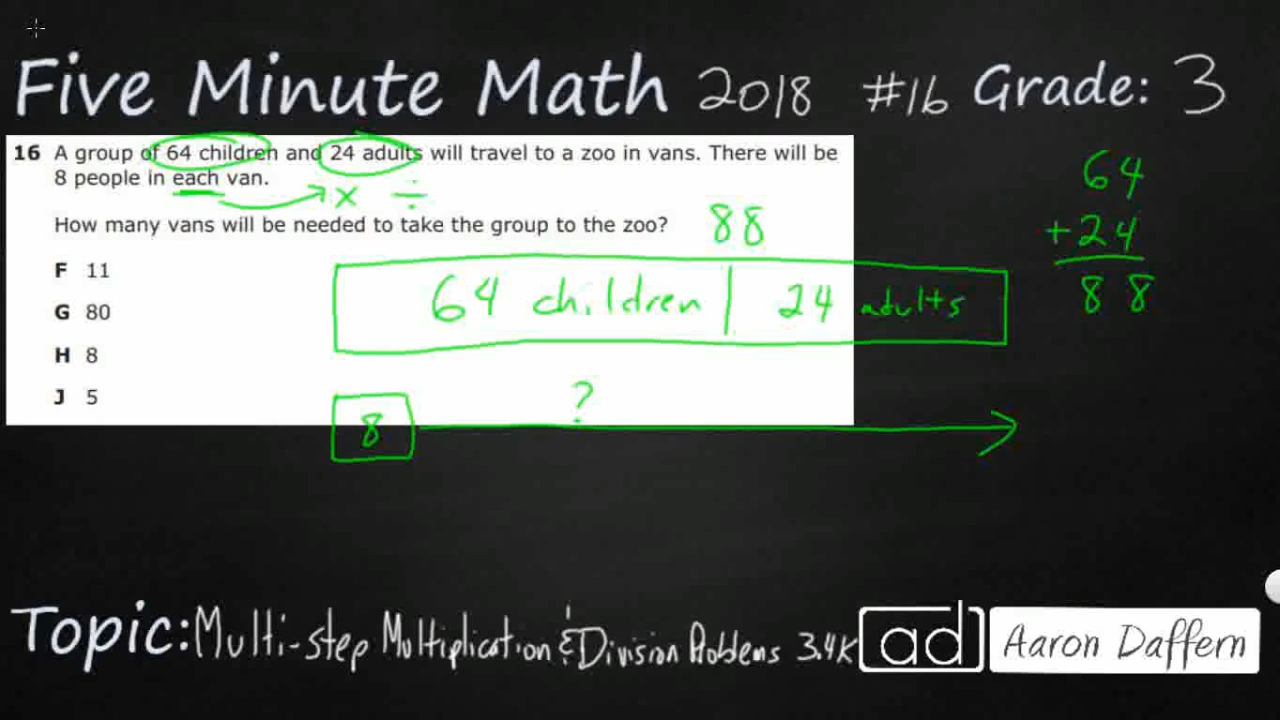 Five Minute Math 2018 #16 Grade: 3
16 A group of 64 children and 24 adults will travel to a zoo in vans. There will be
8 people in each van.
x ÷
How many vans will be needed to take the group to the zoo? 88
F 11
G 80
H 8
J 5
64 children | 24 adults
8
?
64
+24
88
Topic: Multi-step Multiplication & Division Problems 3.4K
ad Aaron Daffern